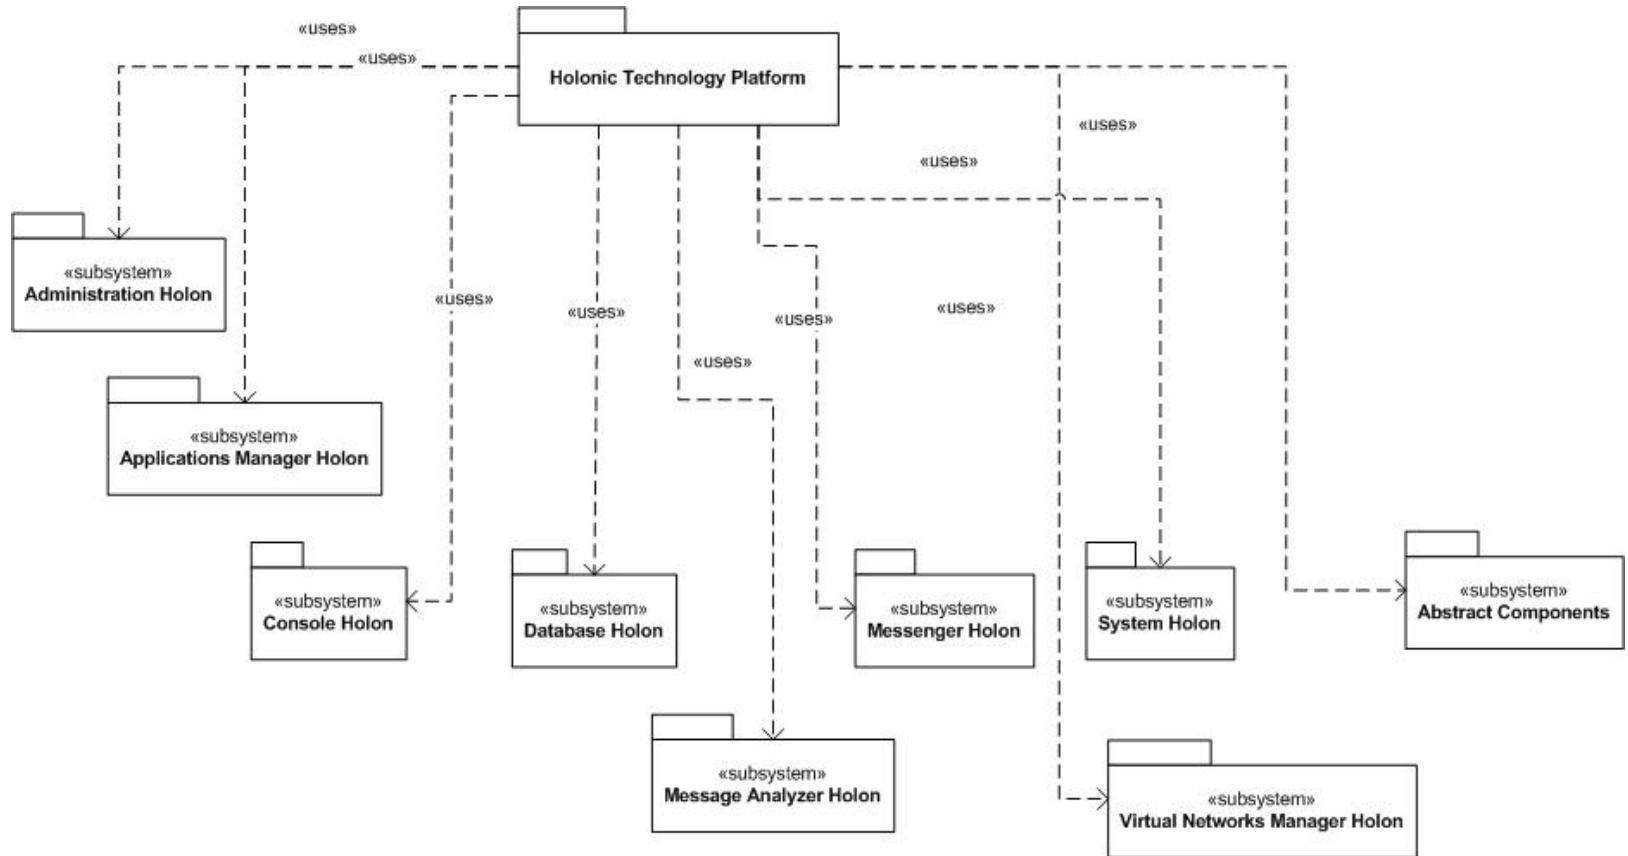 «uses»
«uses»
Holonic Technology Platform
«uses»
«uses»
«subsystem»
Administration Holon
«uses»
«uses»
«uses»
«uses»
«uses»
«subsystem»
Applications Manager Holon
«subsystem»
Console Holon
«subsystem»
Database Holon
«subsystem»
Messenger Holon
«subsystem»
System Holon
«subsystem»
Abstract Components
«subsystem»
Message Analyzer Holon
«subsystem»
Virtual Networks Manager Holon